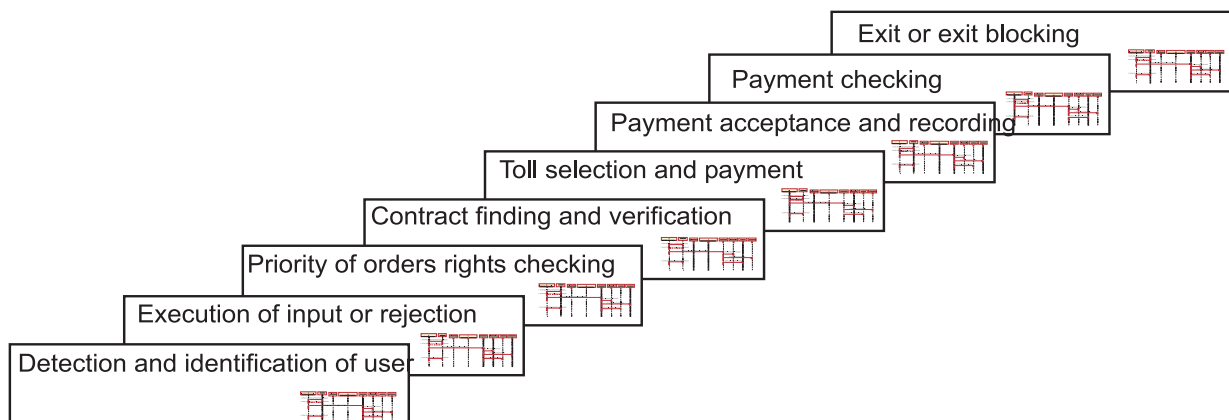 Exit or exit blocking
Payment checking
Payment acceptance and recording
Toll selection and payment
Contract finding and verification
Priority of orders rights checking
Execution of input or rejection
Detection and identification of user